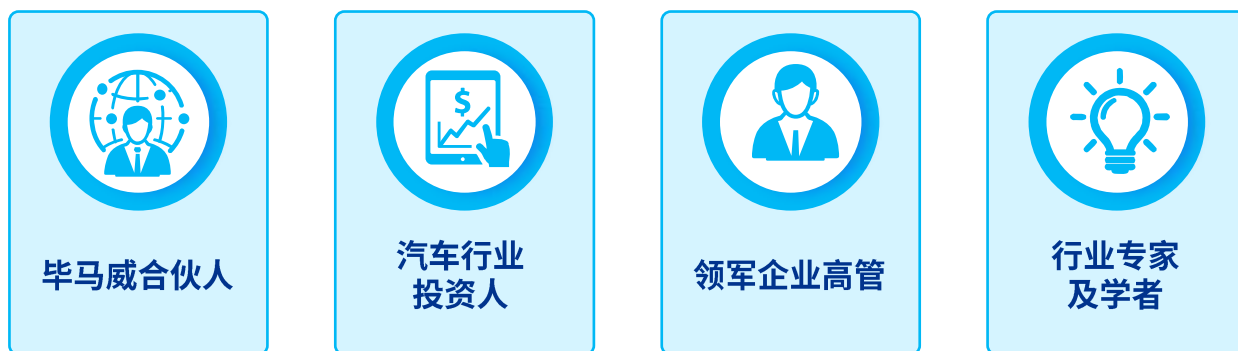 $
毕马威合伙人
汽车行业
投资人
领军企业高管
行业专家
及学者